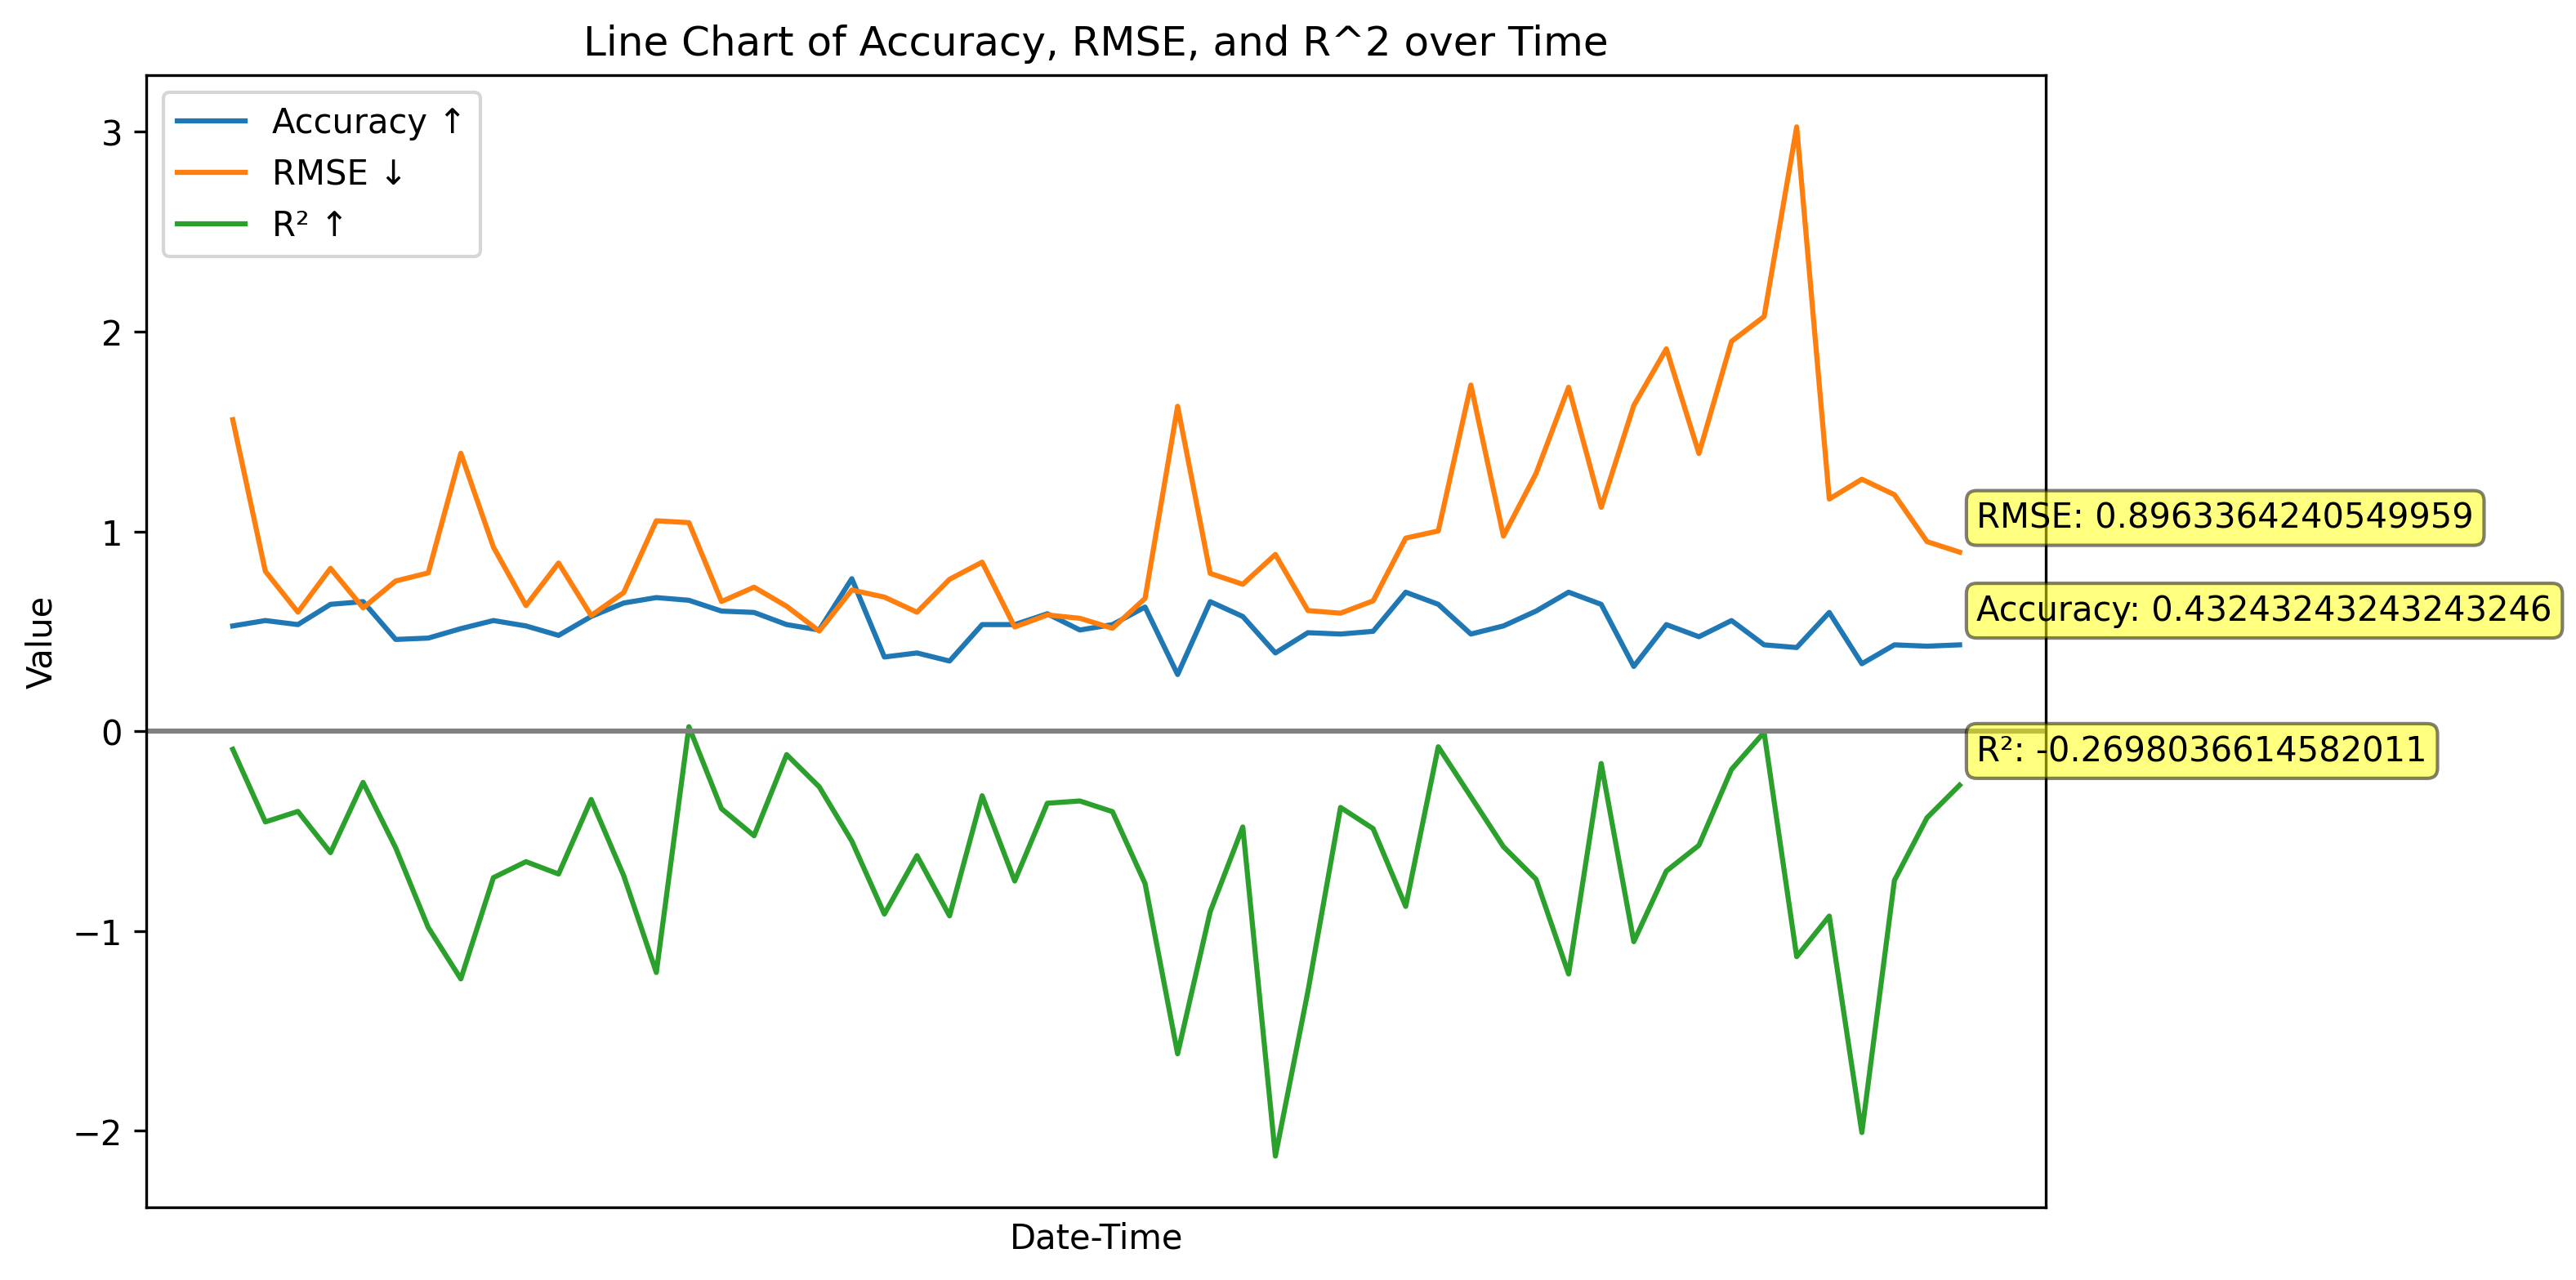 Line Chart of Accuracy, RMSE, and R^2 over Time
Accuracy ↑
RMSE ↓
R² ↑
3
2
1
0
−1
−2
Value
RMSE: 0.8963364240549959
Accuracy: 0.43243243243243246
R²: -0.2698036614582011
Date-Time